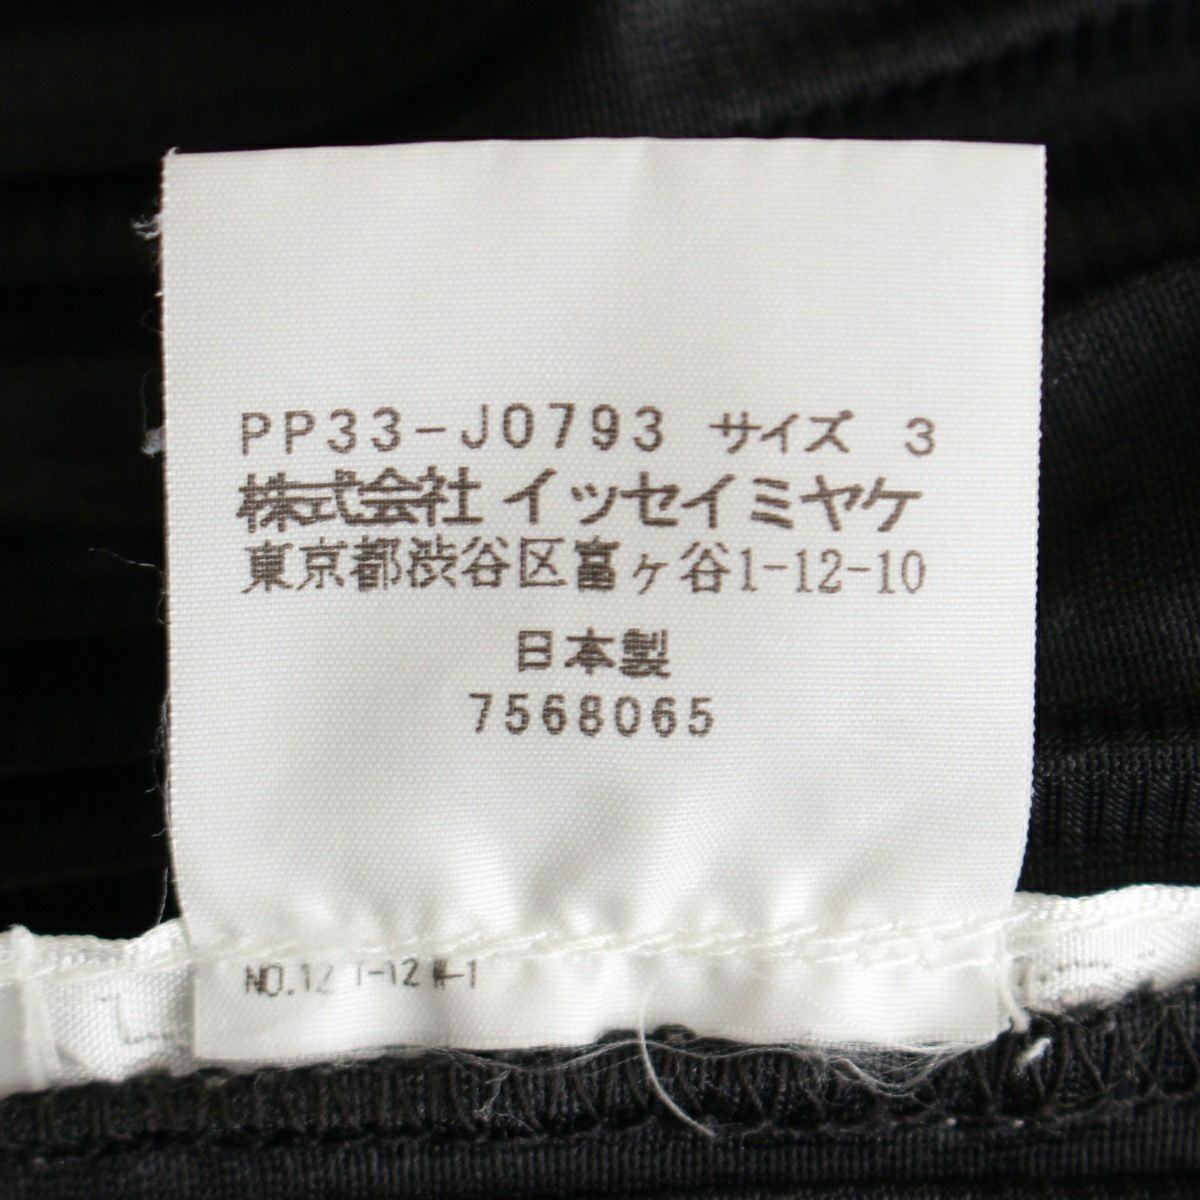 PP33-J0793 サイズ 3
株式会社 イッセイミヤケ
東京都渋谷区富ヶ谷1-12-10
日本製
7568065
NO.12 1-12 W-1